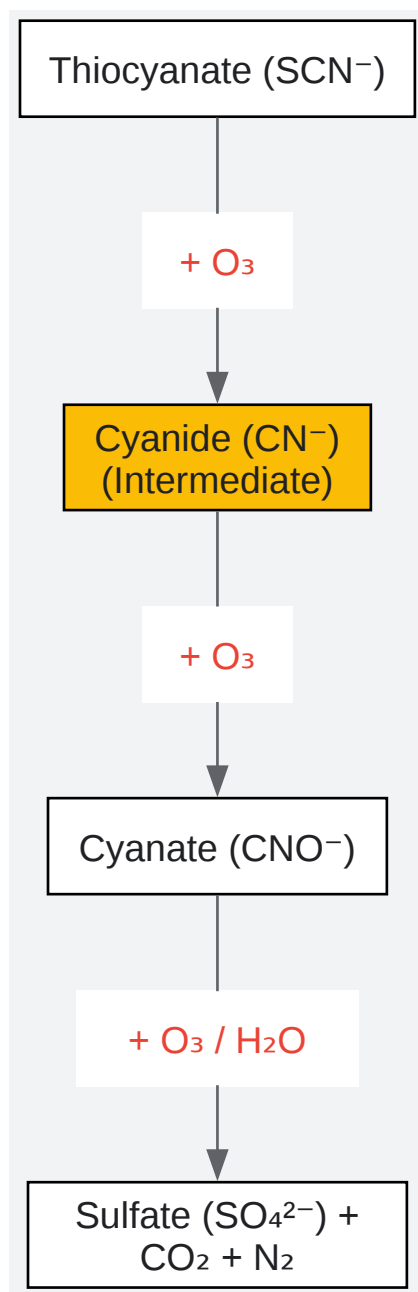 Thiocyanate (SCN⁻)
+ O₃
Cyanide (CN⁻)
(Intermediate)
+ O₃
Cyanate (CNO⁻)
+ O₃ / H₂O
Sulfate (SO₄²⁻) +
CO₂ + N₂